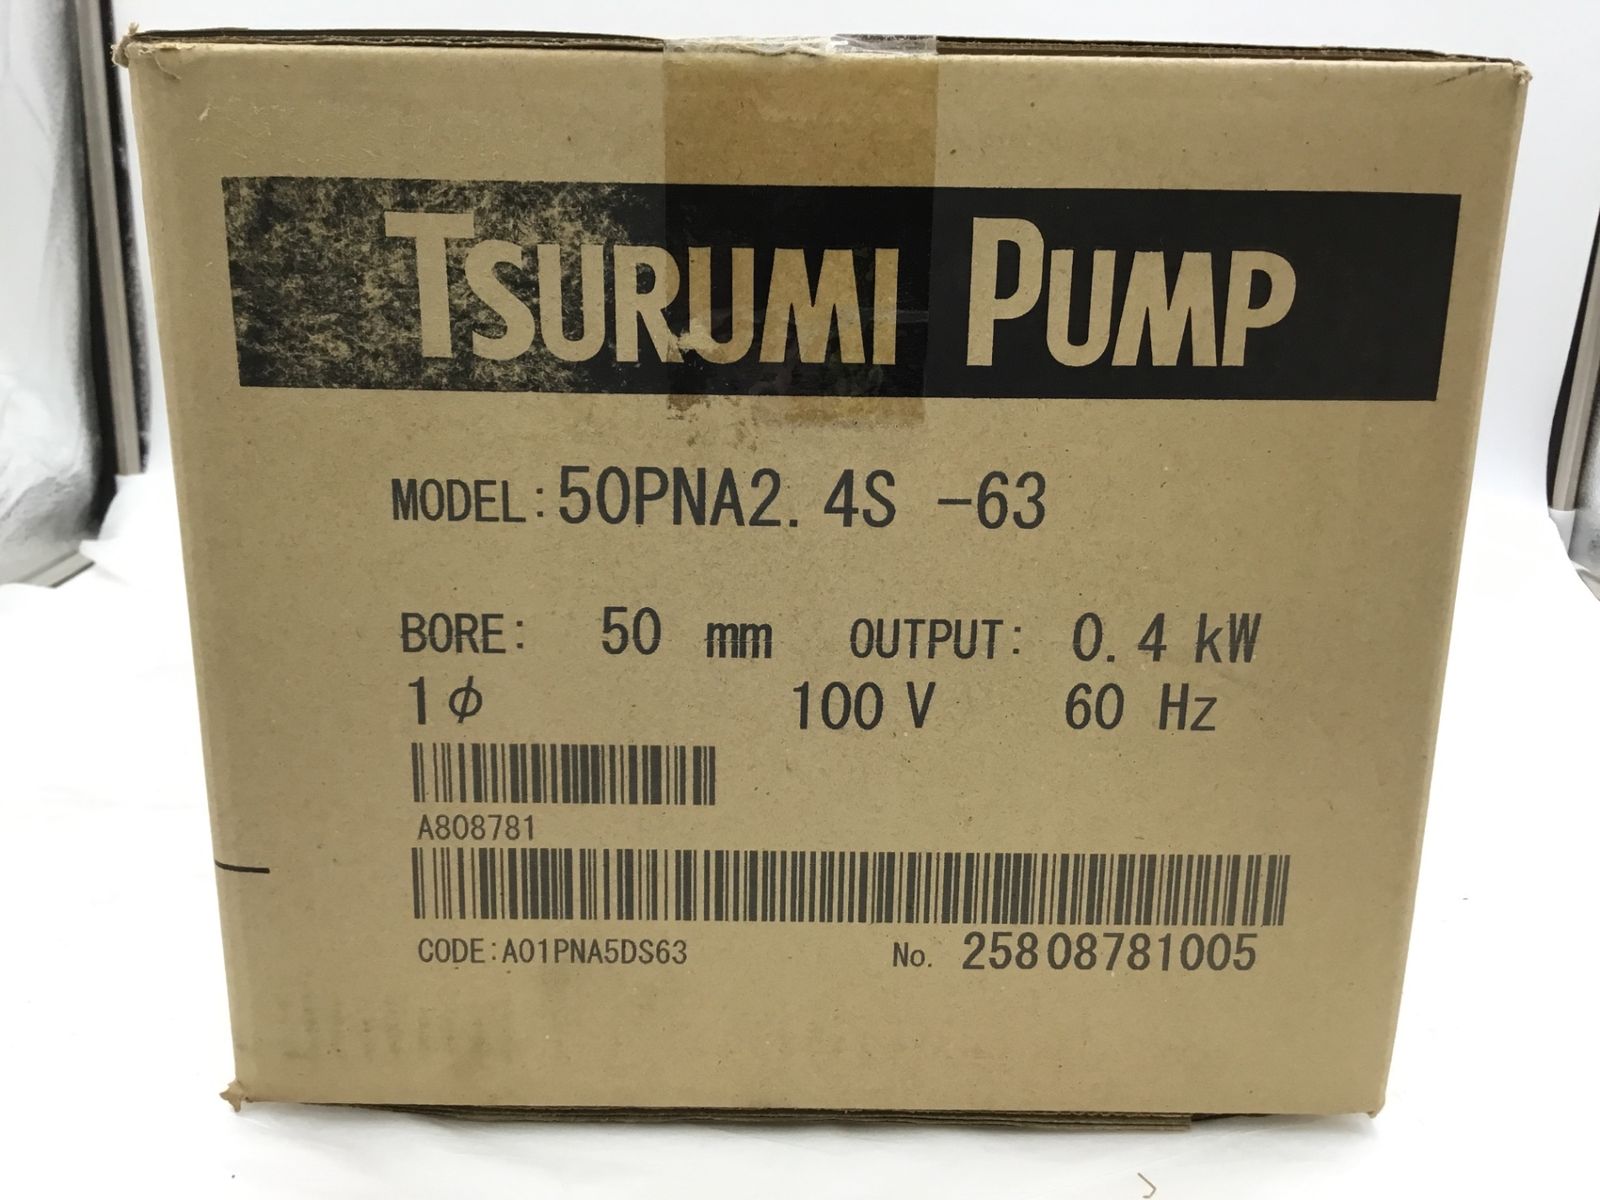 TSURUMI PUMP
MODEL: 50PNA2. 4S -63
BORE: 50 mm OUTPUT: 0. 4 kW
1φ 100 V 60 Hz
A808781
CODE:A01PNA5DS63 No. 25808781005